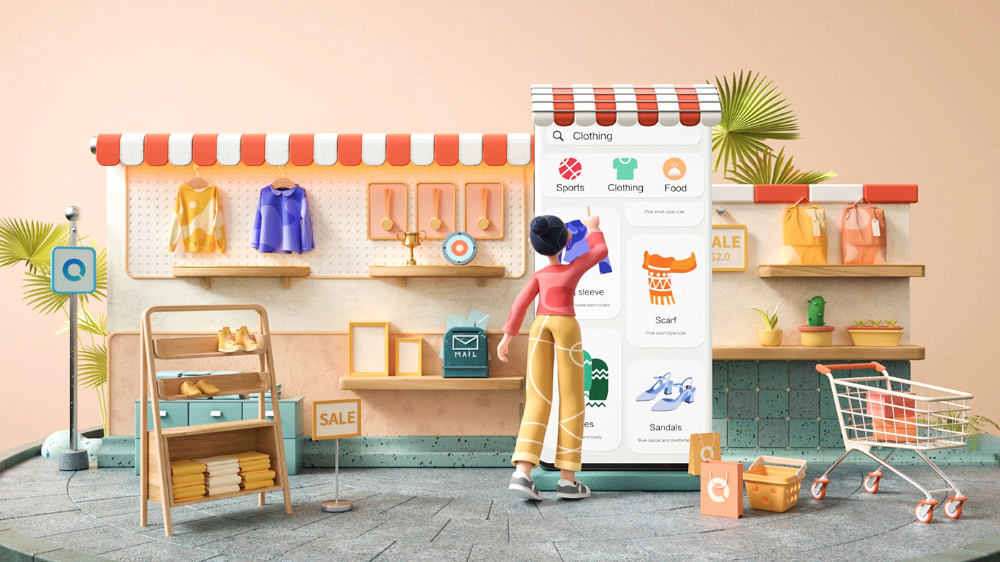 Clothing
Sports
Clothing
Food
Pink short style cute
SALE
$2.0
sleeve
Scarf
Pink short style cute
MAIL
SALE
Sandals